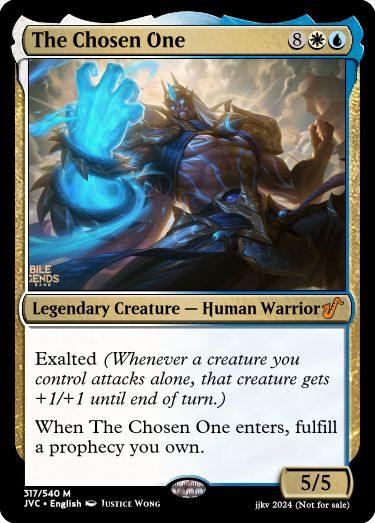 The Chosen One 8
BILE
GENDS
BANG
Legendary Creature — Human Warrior
Exalted (Whenever a creature you
control attacks alone, that creature gets
+1/+1 until end of turn.)
When The Chosen One enters, fulfill
a prophecy you own.
5/5
317/540 M
JVC • English Justice Wong
jjkv 2024 (Not for sale)